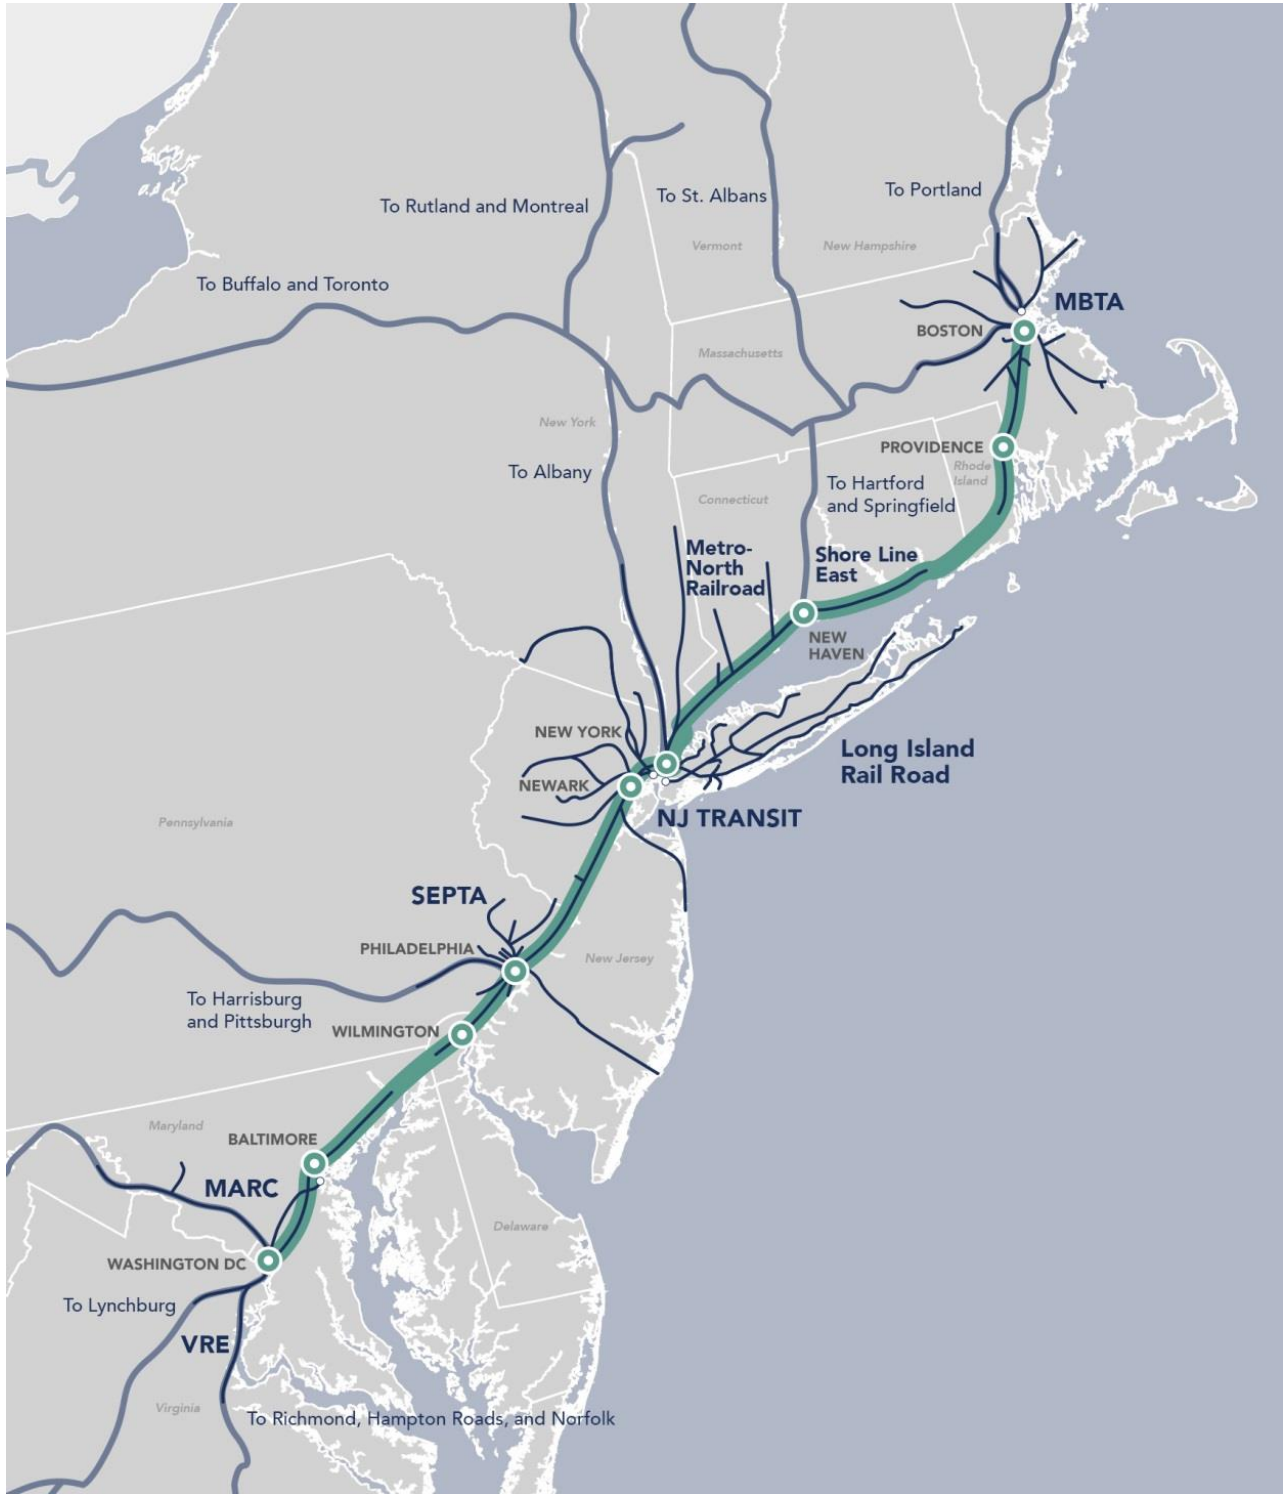 To Portland
To St. Albans
To Rutland and Montreal
Vermont
New Hampshire
To Buffalo and Toronto
MBTA
BOSTON
Massachusetts
New York
PROVIDENCE
Rhode
Island
To Albany
Connecticut
To Hartford
and Springfield
Metro-
North
Railroad
Shore Line
East
NEW
HAVEN
NEW YORK
Long Island
Rail Road
NEWARK
NJ TRANSIT
Pennsylvania
SEPTA
PHILADELPHIA
New Jersey
To Harrisburg
and Pittsburgh
WILMINGTON
Maryland
BALTIMORE
MARC
Delaware
WASHINGTON DC
To Lynchburg
VRE
Virginia
To Richmond, Hampton Roads, and Norfolk